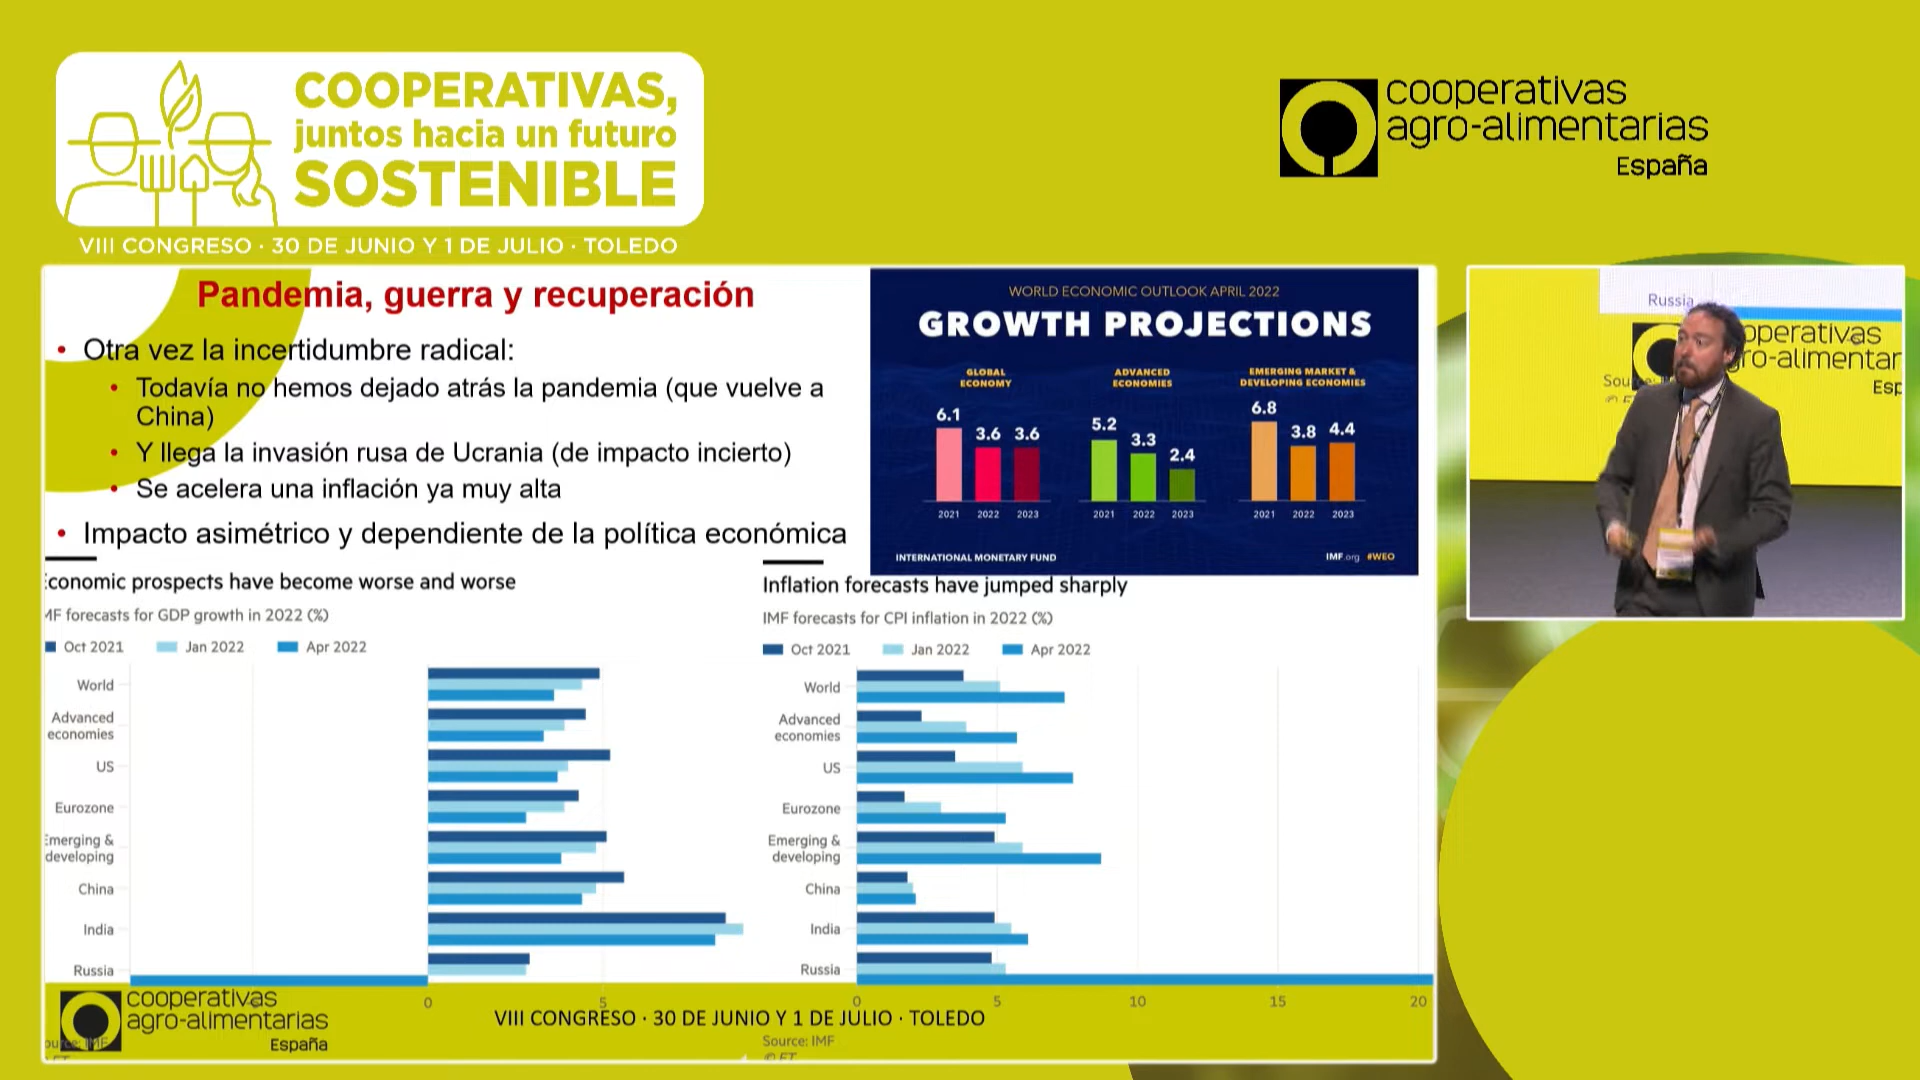 COOPERATIVAS,
juntos hacia un futuro
SOSTENIBLE
VIII CONGRESO · 30 DE JUNIO Y 1 DE JULIO · TOLEDO
cooperativas
agro-alimentarias
España
Pandemia, guerra y recuperación
• Otra vez la incertidumbre radical:
• Todavía no hemos dejado atrás la pandemia (que vuelve a
China)
• Y llega la invasión rusa de Ucrania (de impacto incierto)
• Se acelera una inflación ya muy alta
• Impacto asimétrico y dependiente de la política económica
WORLD ECONOMIC OUTLOOK APRIL 2022
GROWTH PROJECTIONS
GLOBAL
ECONOMY
6.1 3.6 3.6
2021 2022 2023
ADVANCED
ECONOMIES
5.2 3.3 2.4
2021 2022 2023
EMERGING MARKET &
DEVELOPING ECONOMIES
6.8 3.8 4.4
2021 2022 2023
INTERNATIONAL MONETARY FUND
IMF.org #WEO
Economic prospects have become worse and worse
MF forecasts for GDP growth in 2022 (%)
Oct 2021 Jan 2022 Apr 2022
World
Advanced
economies
US
Eurozone
Emerging &
developing
China
India
Russia
0 5
Inflation forecasts have jumped sharply
IMF forecasts for CPI inflation in 2022 (%)
Oct 2021 Jan 2022 Apr 2022
World
Advanced
economies
US
Eurozone
Emerging &
developing
China
India
Russia
0 5 10 15 20
Source: IMF
© FT
cooperativas
agro-alimentarias
España
VIII CONGRESO · 30 DE JUNIO Y 1 DE JULIO · TOLEDO
Russia
operativas
ro-alimentar
Esp